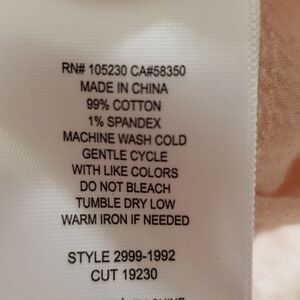 RN# 105230 CA#58350
MADE IN CHINA
99% COTTON
1% SPANDEX
MACHINE WASH COLD
GENTLE CYCLE
WITH LIKE COLORS
DO NOT BLEACH
TUMBLE DRY LOW
WARM IRON IF NEEDED
STYLE 2999-1992
CUT 19230